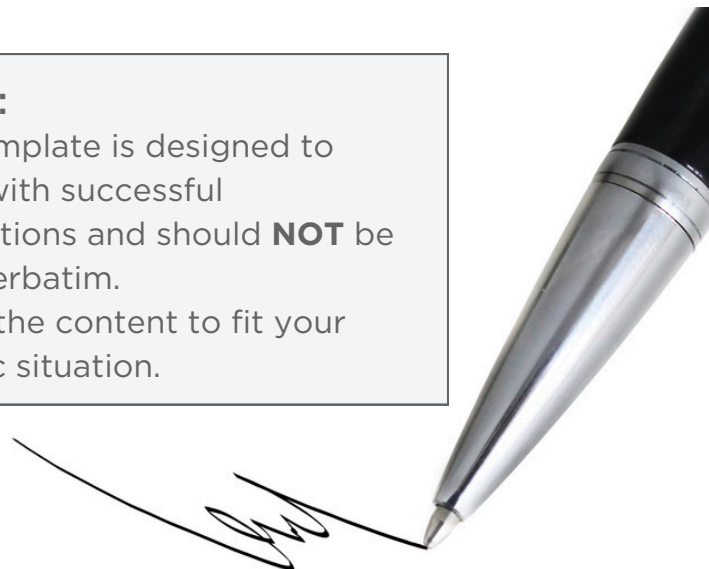 :
mplate is designed to
with successful
tions and should NOT be
erbatim.
the content to fit your
c situation.